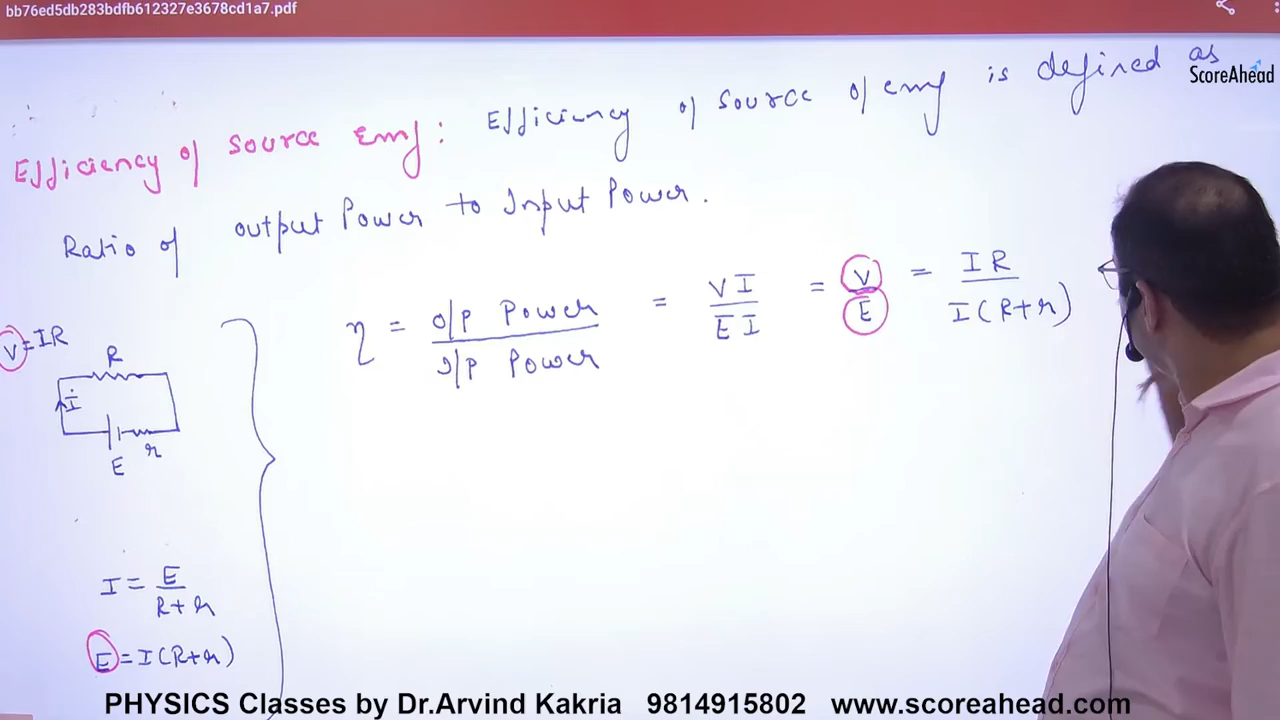 bb76ed5db283bdfb612327e3678cd1a7.pdf
ScoreAhead
Efficiency of source Emf: Efficiency of source of emf is defined as
Ratio of output Power to Input Power.
η = O/P Power / I/P Power = VI / EI = V / E = IR / I(R+r)
V=IR
R
I
E r
I = E / R+r
E = I(R+r)
PHYSICS Classes by Dr.Arvind Kakria 9814915802 www.scoreahead.com